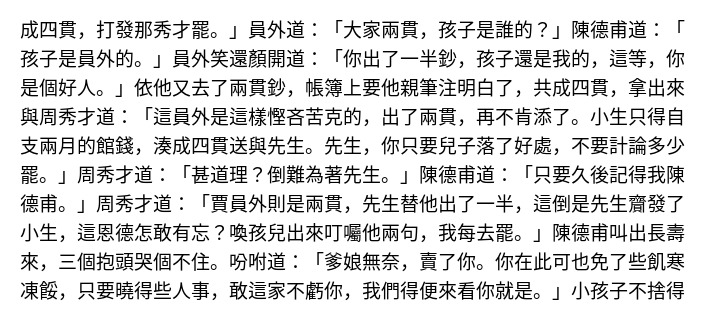 成四貫，打發那秀才罷。」員外道：「大家兩貫，孩子是誰的？」陳德甫道：「
孩子是員外的。」員外笑還顏開道：「你出了一半鈔，孩子還是我的，這等，你
是個好人。」依他又去了兩貫鈔，帳簿上要他親筆注明白了，共成四貫，拿出來
與周秀才道：「這員外是這樣慳吝苦克的，出了兩貫，再不肯添了。小生只得自
支兩月的館錢，湊成四貫送與先生。先生，你只要兒子落了好處，不要計論多少
罷。」周秀才道：「甚道理？倒難為著先生。」陳德甫道：「只要久後記得我陳
德甫。」周秀才道：「賈員外則是兩貫，先生替他出了一半，這倒是先生齎發了
小生，這恩德怎敢有忘？喚孩兒出來叮囑他兩句，我每去罷。」陳德甫叫出長壽
來，三個抱頭哭個不住。吩咐道：「爹娘無奈，賣了你。你在此可也免了些飢寒
凍餒，只要曉得些人事，敢這家不虧你，我們得便來看你就是。」小孩子不捨得